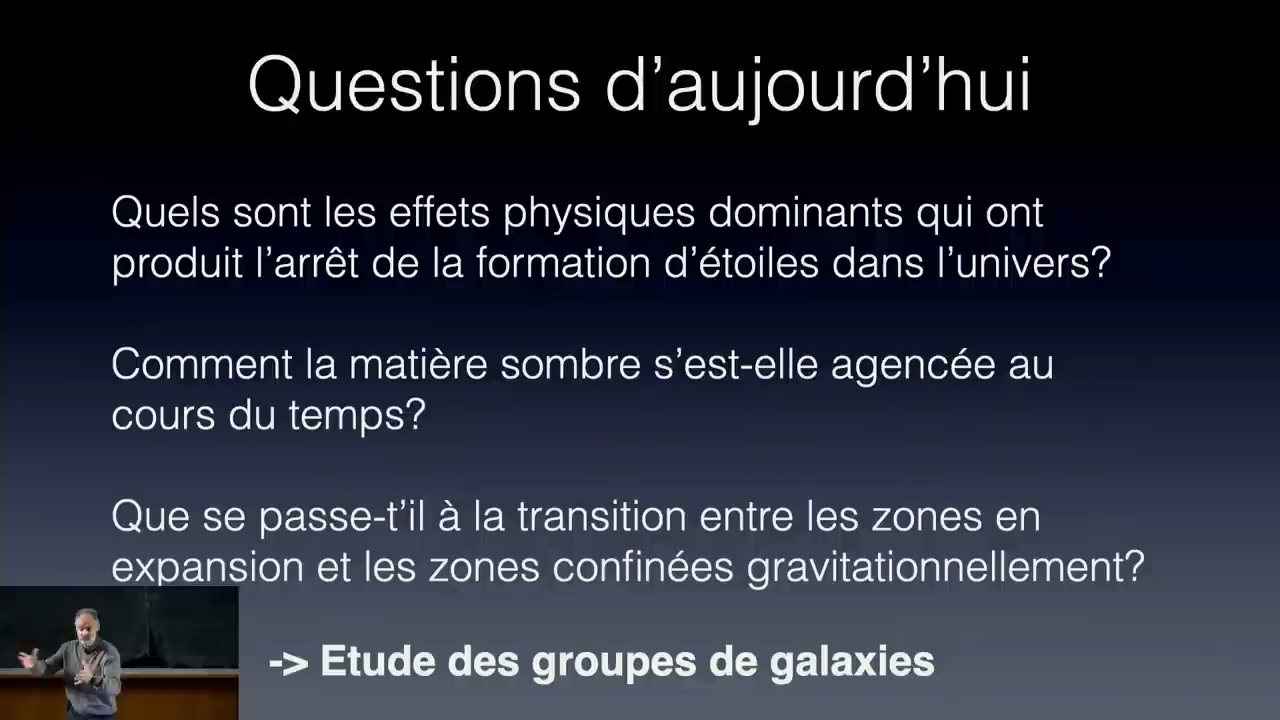 Questions d’aujourd’hui
Quels sont les effets physiques dominants qui ont
produit l’arrêt de la formation d’étoiles dans l’univers?
Comment la matière sombre s’est-elle agencée au
cours du temps?
Que se passe-t’il à la transition entre les zones en
expansion et les zones confinées gravitationnellement?
-> Etude des groupes de galaxies